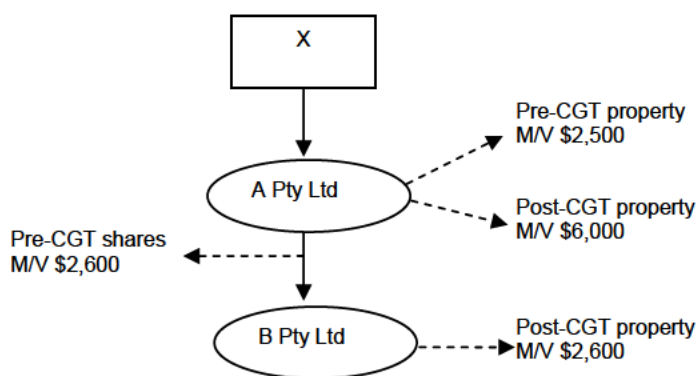 X
Pre-CGT property
M/V $2,500
A Pty Ltd
Post-CGT property
M/V $6,000
Pre-CGT shares
M/V $2,600
B Pty Ltd
Post-CGT property
M/V $2,600